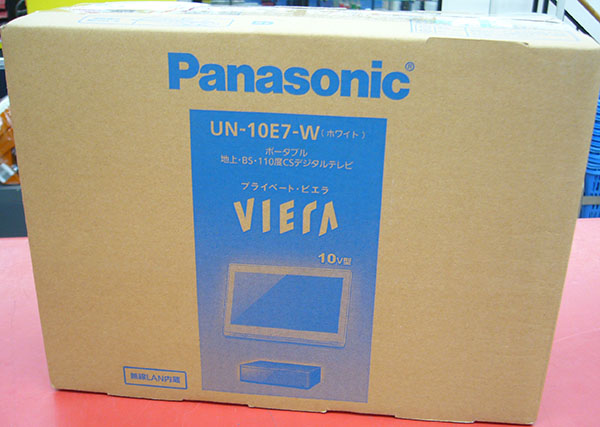 Panasonic®
UN-10E7-W(ホワイト)
ポータブル
地上・BS・110度CSデジタルテレビ
プライベート・ビエラ
VIERA
10V型
無線LAN内蔵